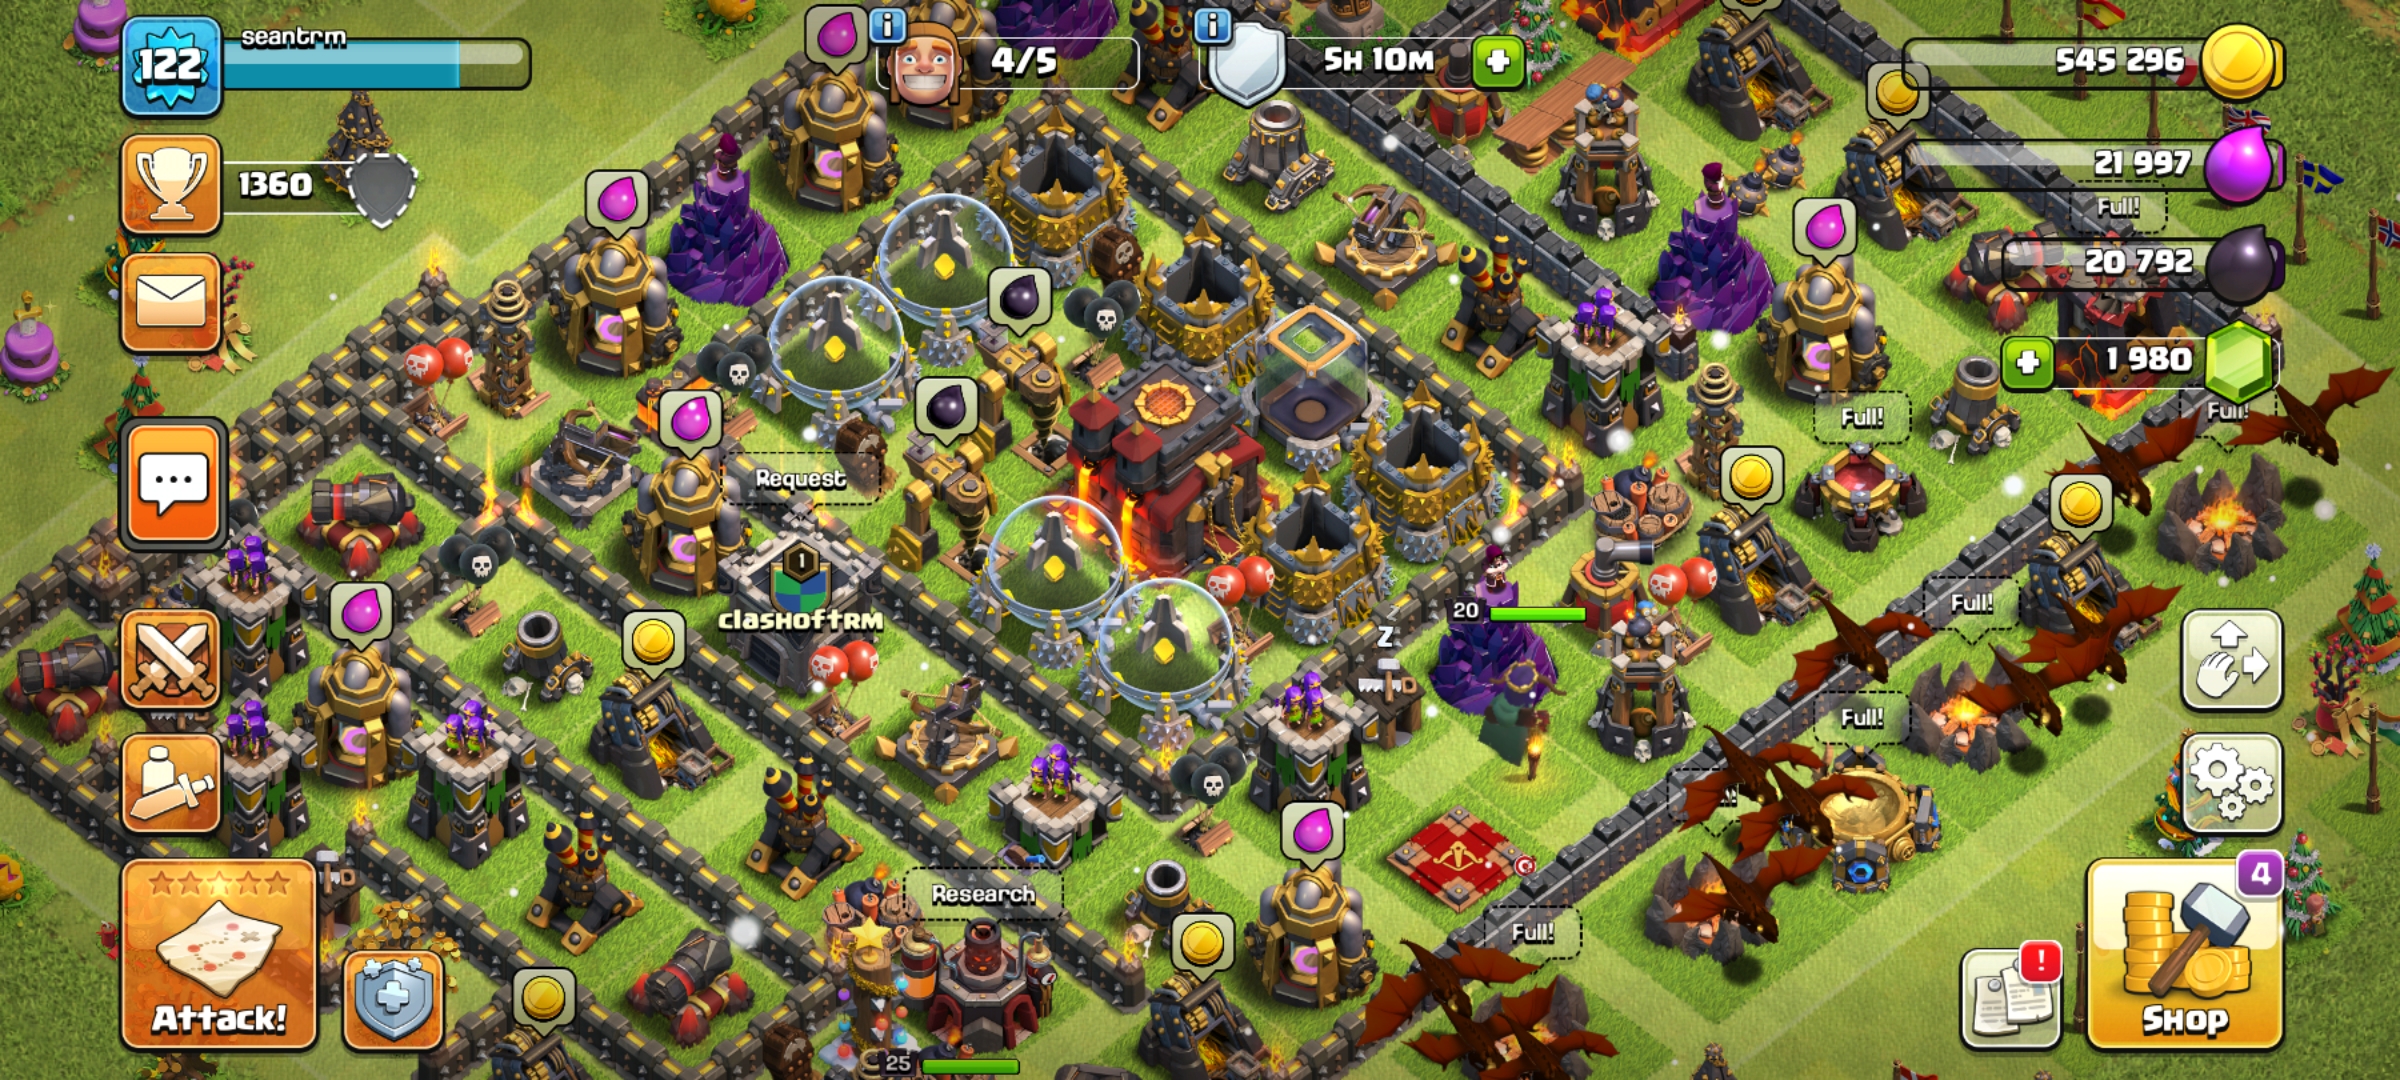 122
seantrm
4/5
5H 10M
545 296
1360
21 997
Full!
20 792
1 980
Full!
Full!
Request
1
clashoftRM
Full!
20
Z
Full!
Research
Full!
4
!
Attack!
Shop
25